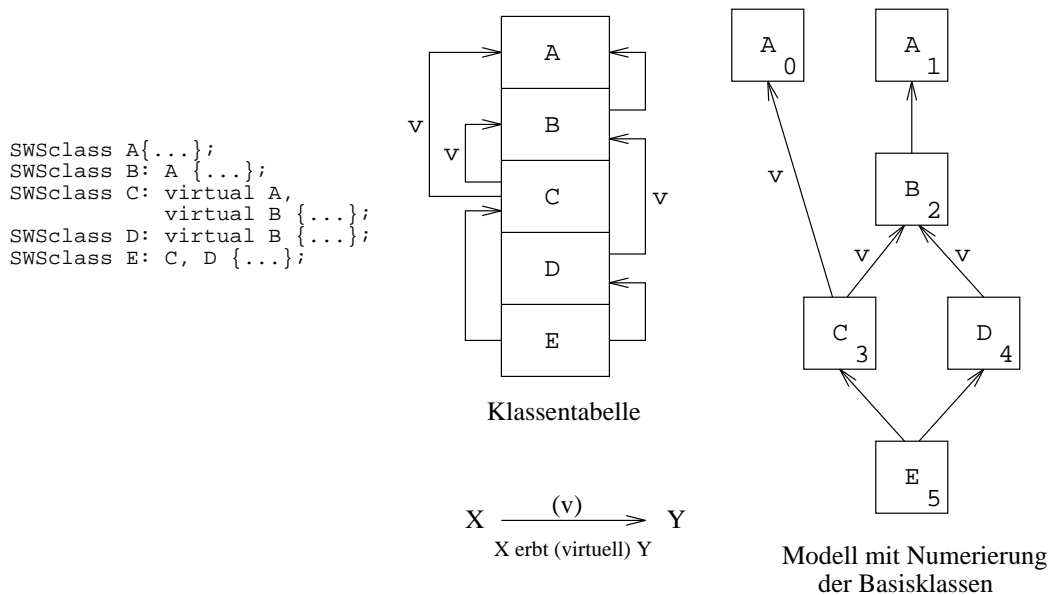 SWSclass A{...};
SWSclass B: A {...};
SWSclass C: virtual A,
virtual B {...};
SWSclass D: virtual B {...};
SWSclass E: C, D {...};
A
B
C
D
E
v
v
v
Klassentabelle
X (v) Y
X erbt (virtuell) Y
A 0
A 1
v
B 2
v
v
C 3
D 4
E 5
Modell mit Numerierung
der Basisklassen